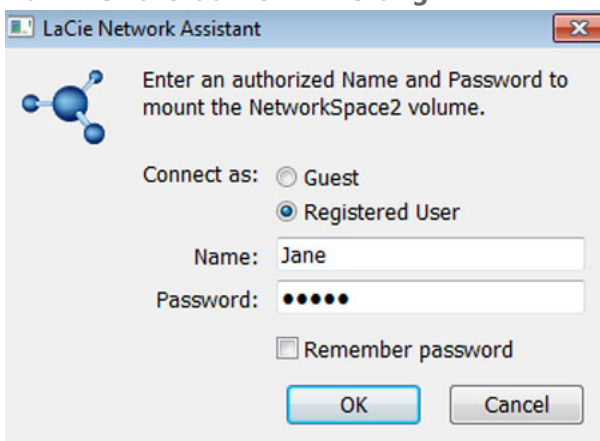 LaCie Network Assistant
Enter an authorized Name and Password to
mount the NetworkSpace2 volume.
Connect as:
Guest
Registered User
Name: Jane
Password: •••••
Remember password
OK Cancel